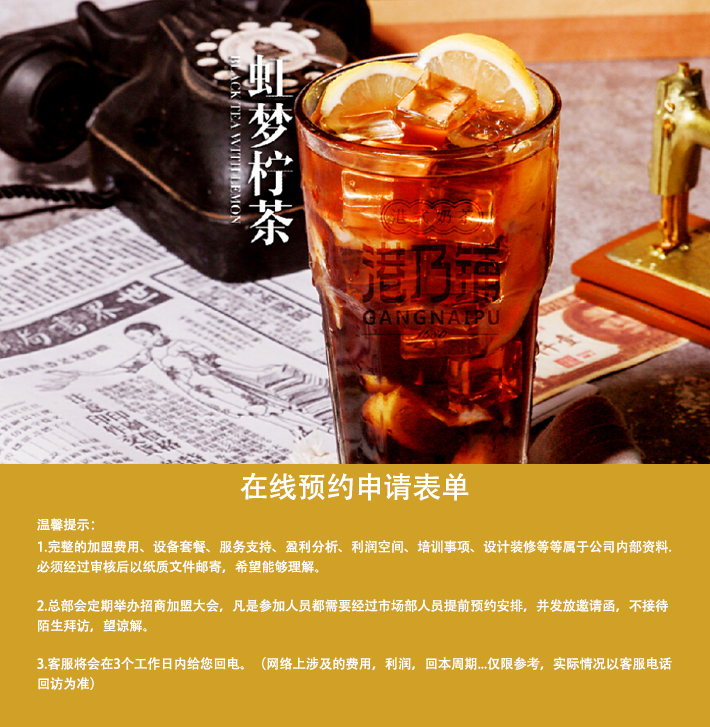 虹梦柠茶
BLACK TEA WITH LEMON
港乃铺
GANGNAIPU
在线预约申请表单
温馨提示：
1.完整的加盟费用、设备套餐、服务支持、盈利分析、利润空间、培训事项、设计装修等等属于公司内部资料.
必须经过审核后以纸质文件邮寄，希望能够理解。
2.总部会定期举办招商加盟大会，凡是参加人员都需要经过市场部人员提前预约安排，并发放邀请函，不接待
陌生拜访，望谅解。
3.客服将会在3个工作日内给您回电。（网络上涉及的费用，利润，回本周期...仅限参考，实际情况以客服电话
回访为准）